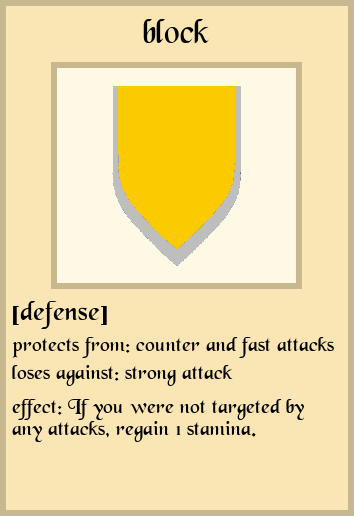 block
[defense]
protects from: counter and fast attacks
loses against: strong attack
effect: If you were not targeted by
any attacks, regain 1 stamina.